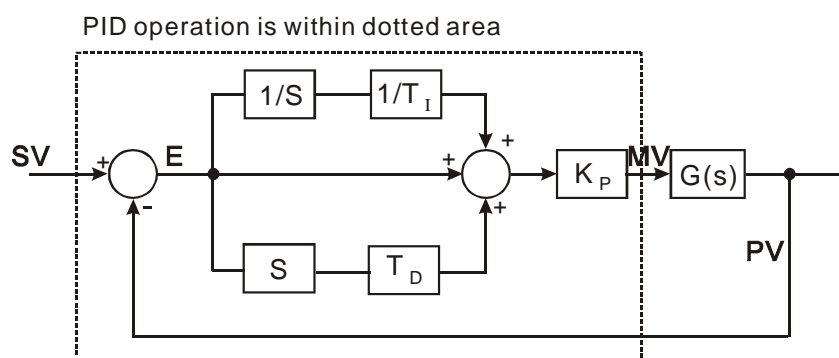 PID operation is within dotted area
1/S
1/T I
+
SV
+
E
+
MV
K P
G(s)
-
+
PV
S
T D